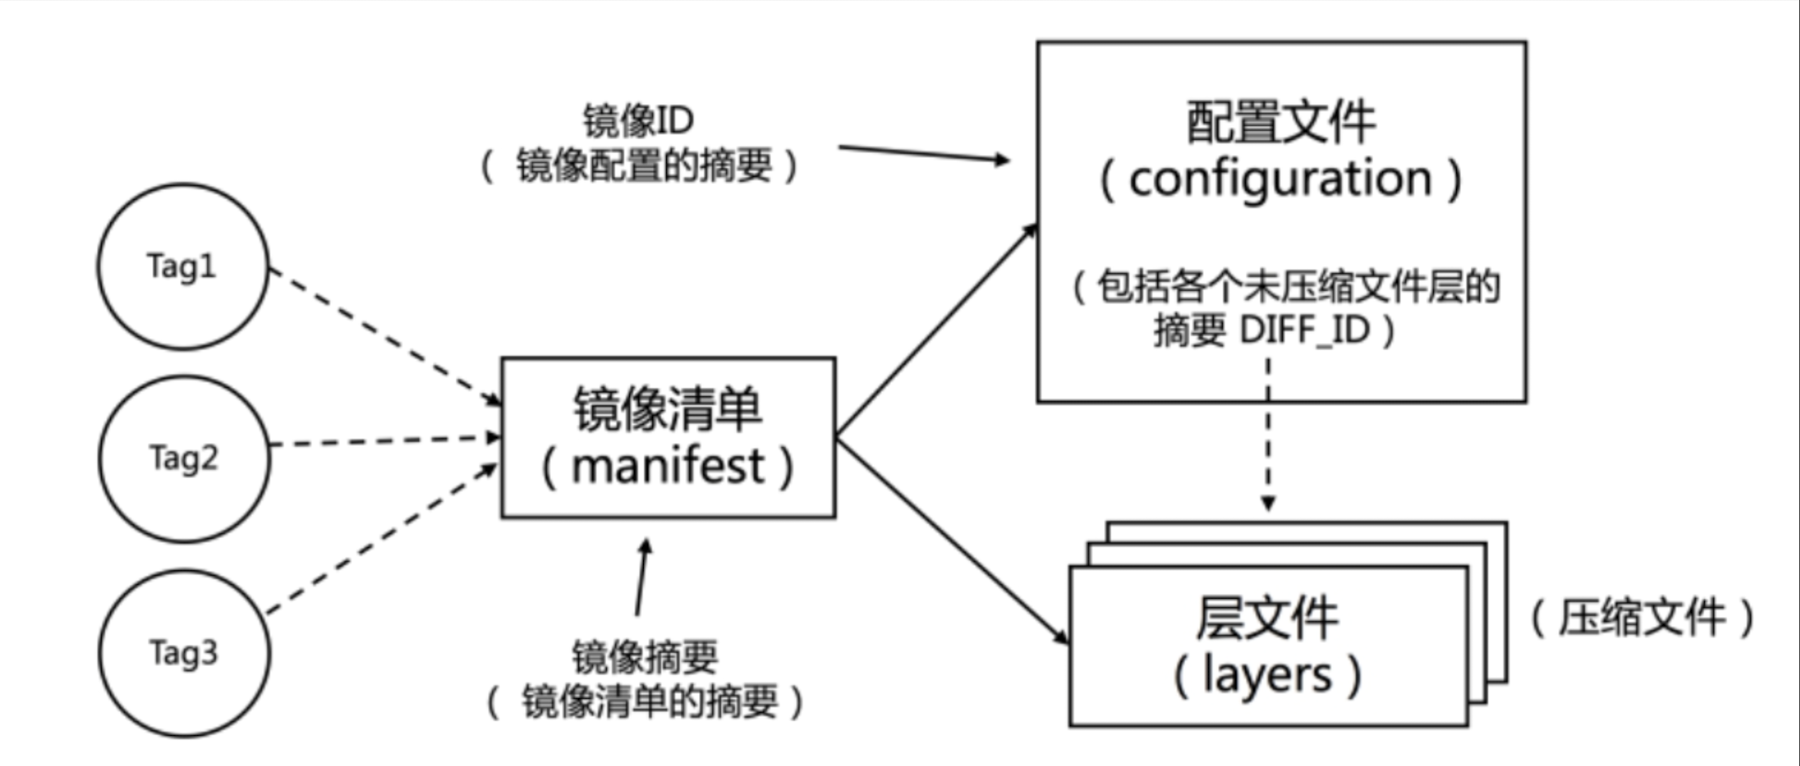 镜像ID
（ 镜像配置的摘要）
配置文件
（configuration）
（包括各个未压缩文件层的
摘要 DIFF_ID）
Tag1
Tag2
Tag3
镜像清单
（manifest）
镜像摘要
（ 镜像清单的摘要）
层文件
（layers）
（压缩文件）